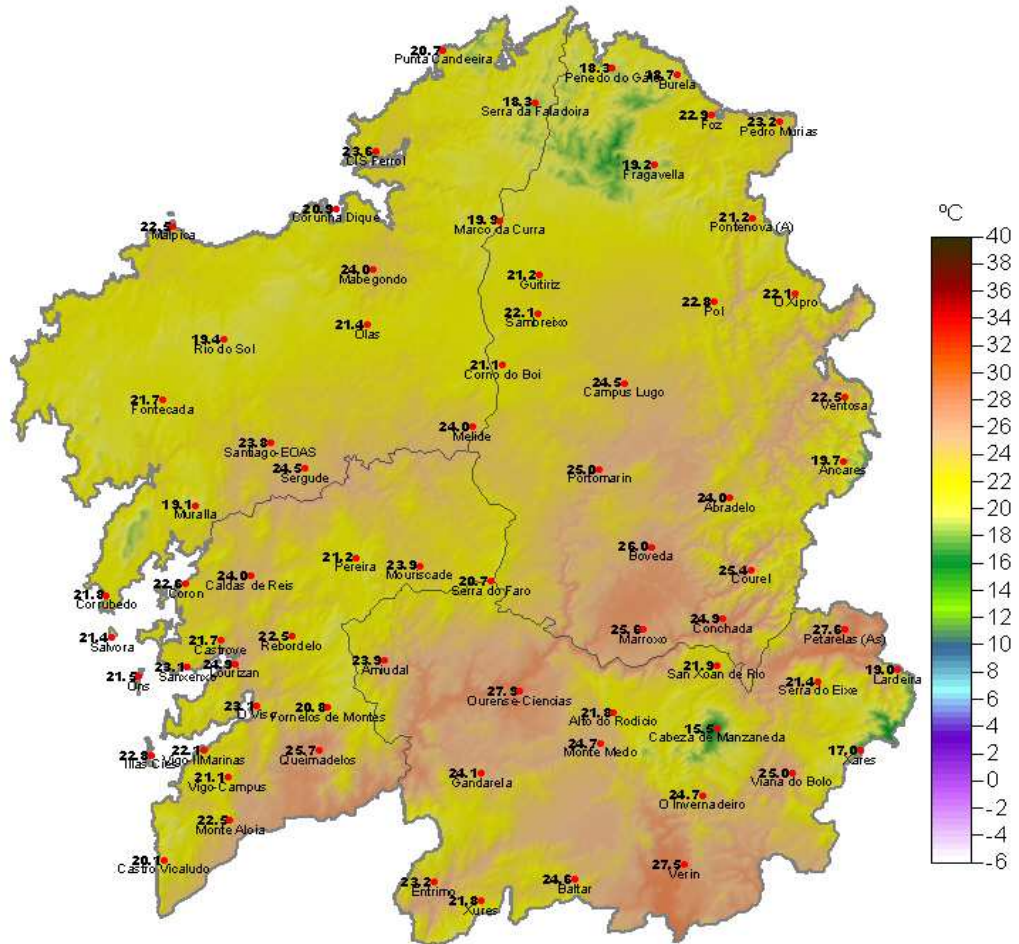 20.7
Punta Candeeira
18.3
Penedo do Galo
18.7
Burela
18.3
Serra da Faladoira
22.9
Foz
23.2
Pedro Murias
23.6
CIS Ferrol
19.2
Fragavella
20.9
Corunha Dique
22.5
Malpica
19.9
Marco da Curra
21.2
Pontenova (A)
ºC
40
38
36
34
32
30
28
26
24
22
20
18
16
14
12
10
8
6
4
2
0
-2
-4
-6
24.0
Mabegondo
21.2
Guitiriz
22.8
Pol
22.1
O Xipro
21.4
Olas
22.1
Sambreixo
19.4
Rio do Sol
21.1
Corno do Boi
24.5
Campus Lugo
22.5
Ventosa
21.7
Fontecada
24.0
Melide
23.8
Santiago-EOAS
24.5
Sergude
25.0
Portomarin
19.7
Ancares
24.0
Abradelo
19.1
Muralla
26.0
Boveda
21.2
Pereira
23.9
Mouriscade
25.4
Courel
24.0
Caldas de Reis
22.6
Coron
20.7
Serra do Faro
21.8
Corrubedo
24.9
Conchada
25.6
Marroxo
27.6
Petarelas (As)
21.4
Salvora
21.7
Castrove
22.5
Rebordelo
23.1
Sanxenxo
24.9
Lourizan
23.9
Amiudal
21.9
San Xoan de Rio
19.0
Lardeira
21.5
Ons
21.4
Serra do Eixe
27.9
Ourense-Ciencias
23.1
O Viso
20.8
Fornelos de Montes
21.8
Alto do Rodicio
15.5
Cabeza de Manzaneda
22.8
Illas Cies
22.1
Vigo
Marinas
25.7
Queimadelos
24.7
Monte Medo
17.0
Xares
21.1
Vigo-Campus
24.1
Gandarela
25.0
Viana do Bolo
24.7
O Invernadeiro
22.5
Monte Aloia
20.1
Castro Vicaludo
27.5
Verin
23.2
Entrimo
24.6
Baltar
21.8
Xures